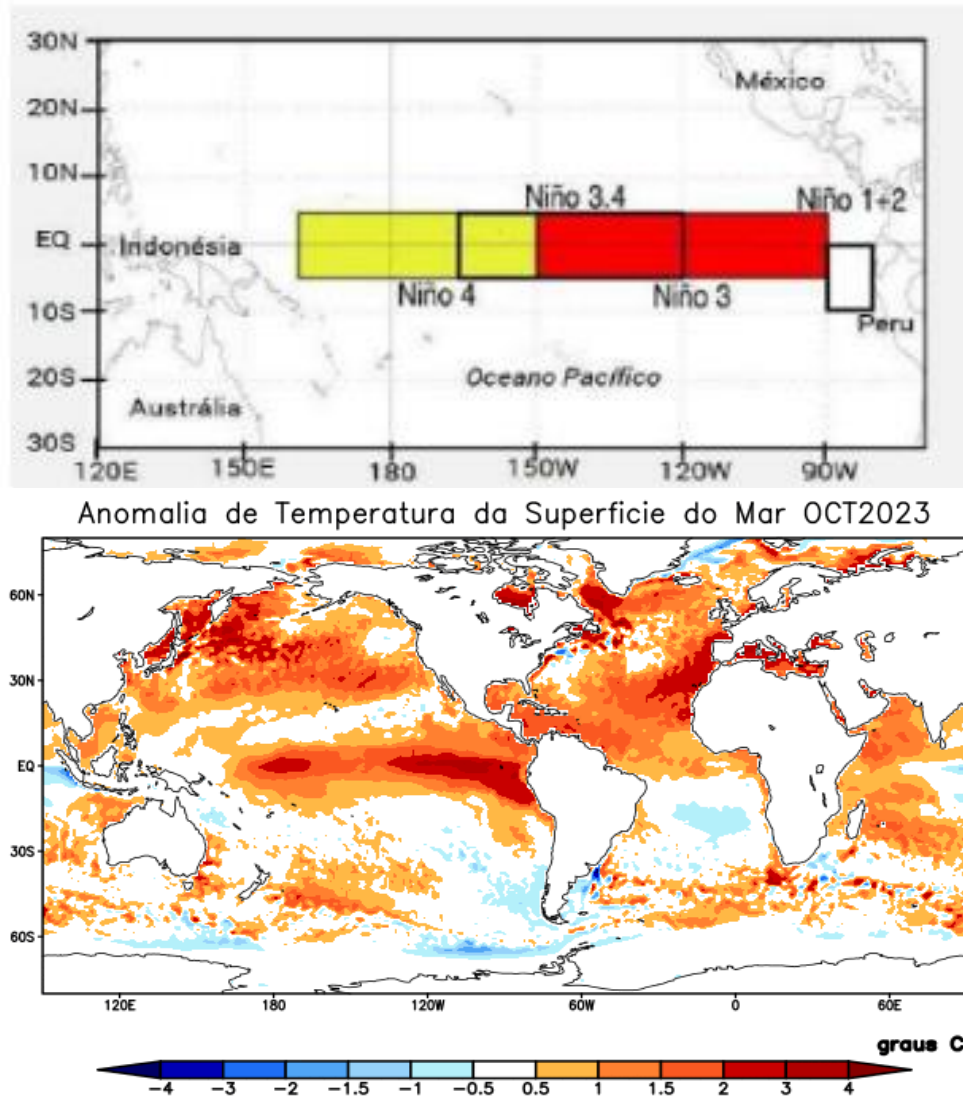 30N
México
20N
10N
Niño 3.4
Niño 1+2
EQ
Indonésia
Niño 4
Niño 3
10S
Peru
20S
Oceano Pacífico
Austrália
30S
120E 150E 180 150W 120W 90W
Anomalia de Temperatura da Superficie do Mar OCT2023
60N
30N
EQ
30S
60S
120E 180 120W 60W 0 60E
graus C
-4 -3 -2 -1.5 -1 -0.5 0.5 1 1.5 2 3 4